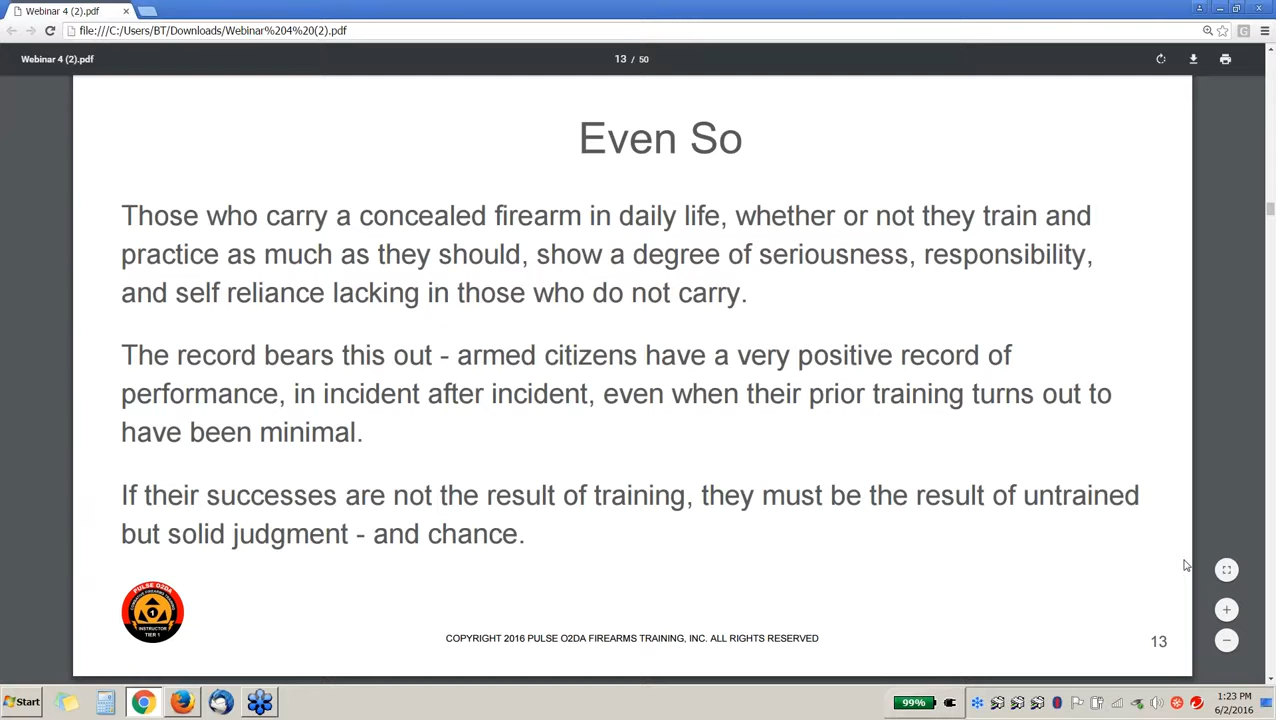 Webinar 4 (2).pdf
file:///C:/Users/BT/Downloads/Webinar%204%20(2).pdf
Webinar 4 (2).pdf
13 / 50
Even So
Those who carry a concealed firearm in daily life, whether or not they train and
practice as much as they should, show a degree of seriousness, responsibility,
and self reliance lacking in those who do not carry.
The record bears this out - armed citizens have a very positive record of
performance, in incident after incident, even when their prior training turns out to
have been minimal.
If their successes are not the result of training, they must be the result of untrained
but solid judgment - and chance.
PULSE O2DA
INSTRUCTOR
TIER 1
COPYRIGHT 2016 PULSE O2DA FIREARMS TRAINING, INC. ALL RIGHTS RESERVED
13
Start
99%
1:23 PM
6/2/2016